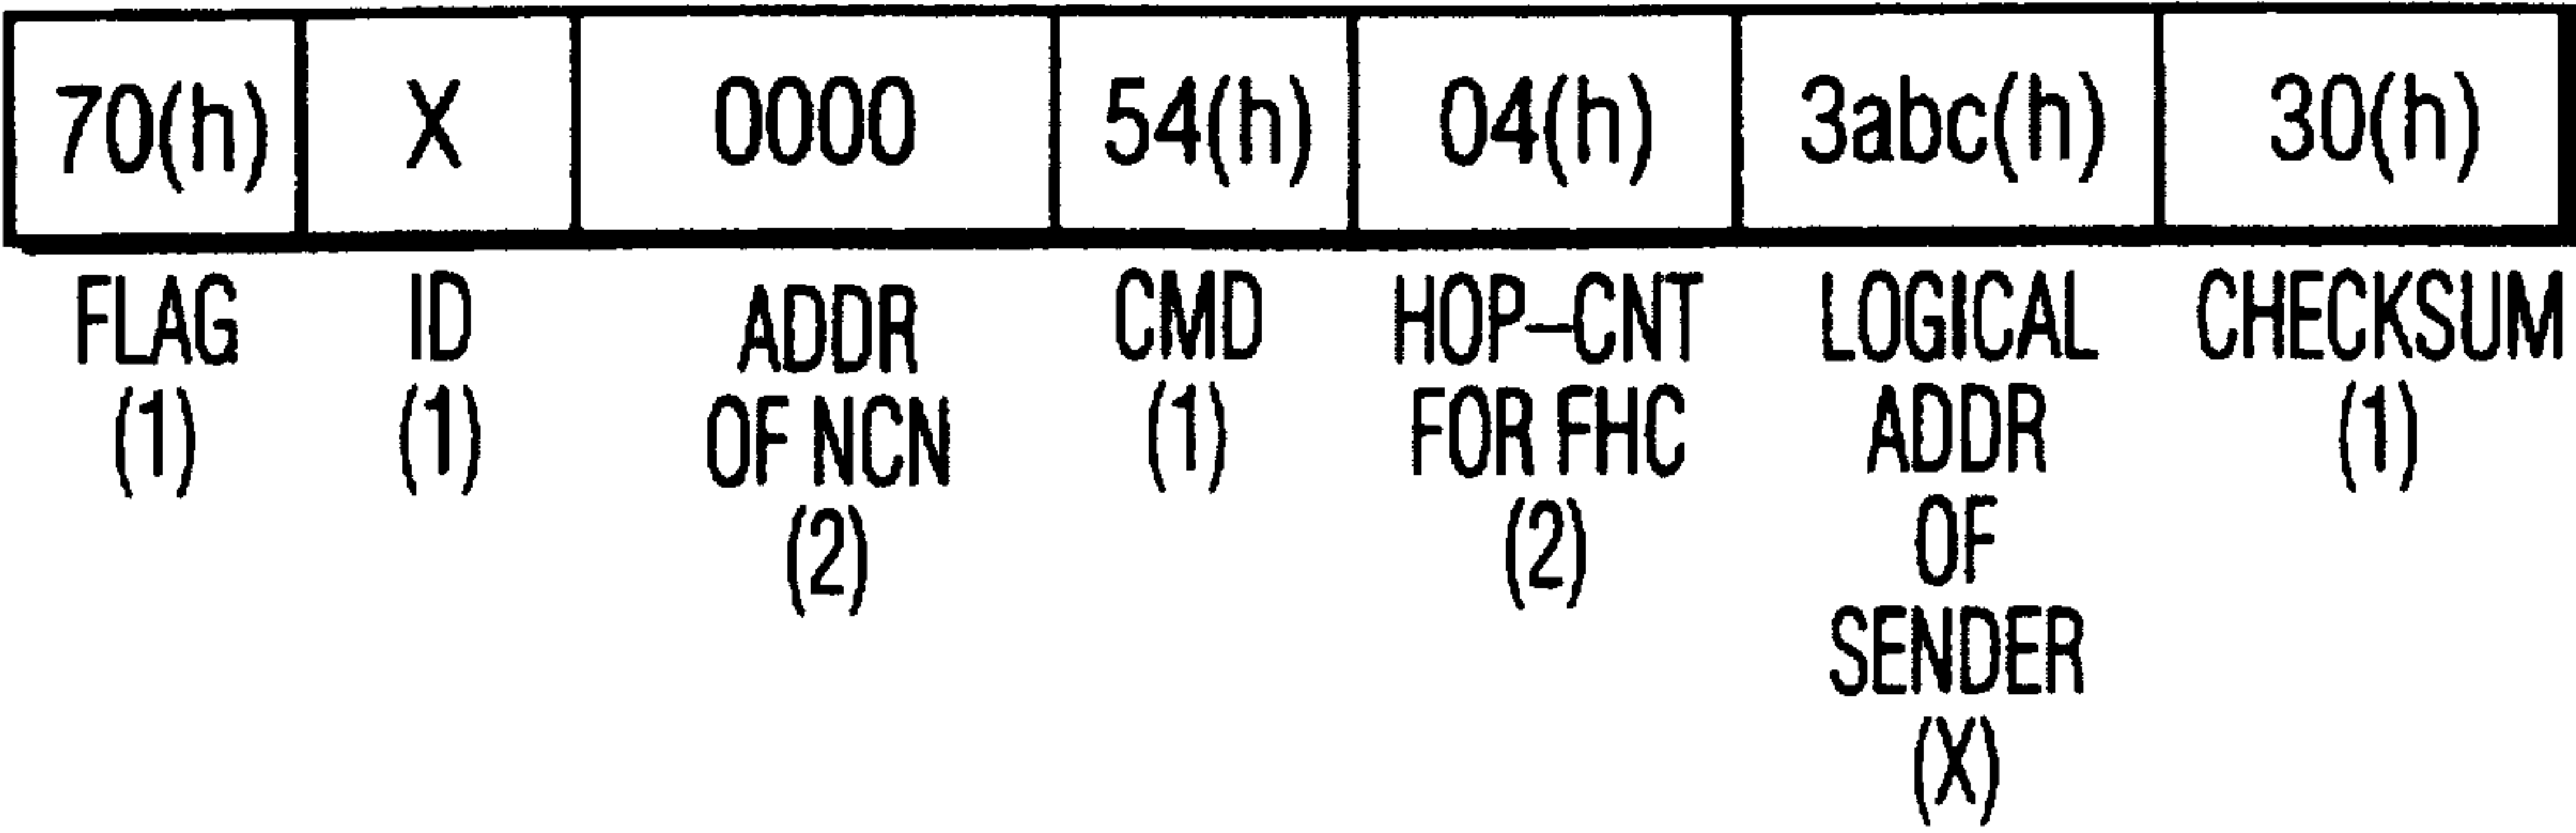 70(h) X 0000 54(h) 04(h) 3abc(h) 30(h)
FLAG
(1)
ID
(1)
ADDR
OF NCN
(2)
CMD
(1)
HOP–CNT
FOR FHC
(2)
LOGICAL
ADDR
OF
SENDER
(X)
CHECKSUM
(1)